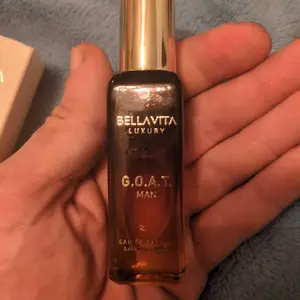 BELLAVITA
LUXURY
G.O.A.T.
MAN
EAU DE PARFUM